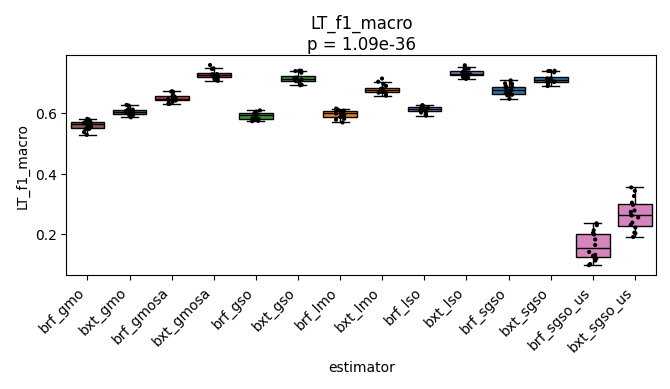 LT_f1_macro
p = 1.09e-36
LT_f1_macro
0.6
0.4
0.2
brf_gmo
bxt_gmo
brf_gmosa
bxt_gmosa
brf_gso
bxt_gso
brf_lmo
bxt_lmo
brf_lso
bxt_lso
brf_sgso
bxt_sgso
brf_sgso_us
bxt_sgso_us
estimator